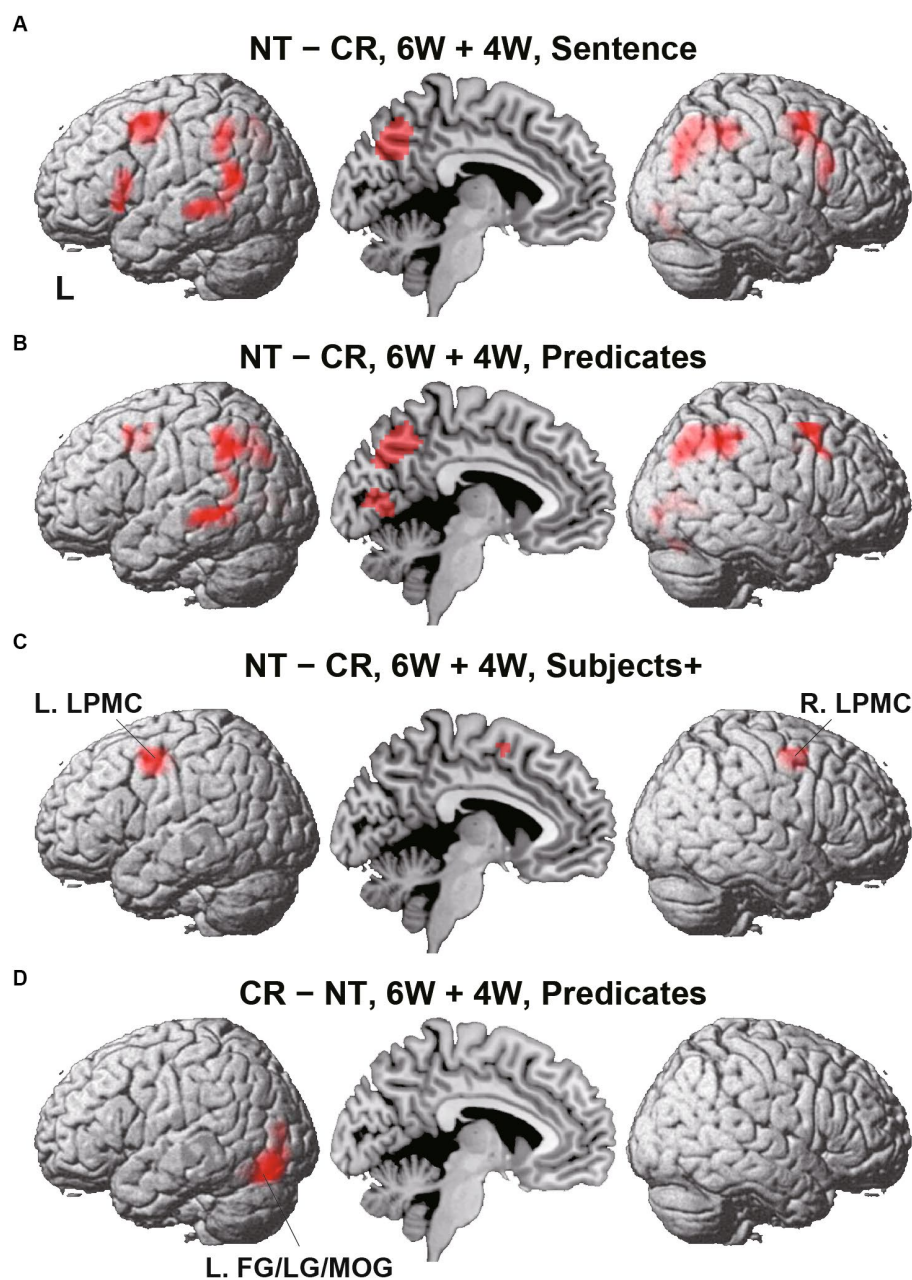 A
NT − CR, 6W + 4W, Sentence
L
B
NT − CR, 6W + 4W, Predicates
C
NT − CR, 6W + 4W, Subjects+
L. LPMC
R. LPMC
D
CR − NT, 6W + 4W, Predicates
L. FG/LG/MOG